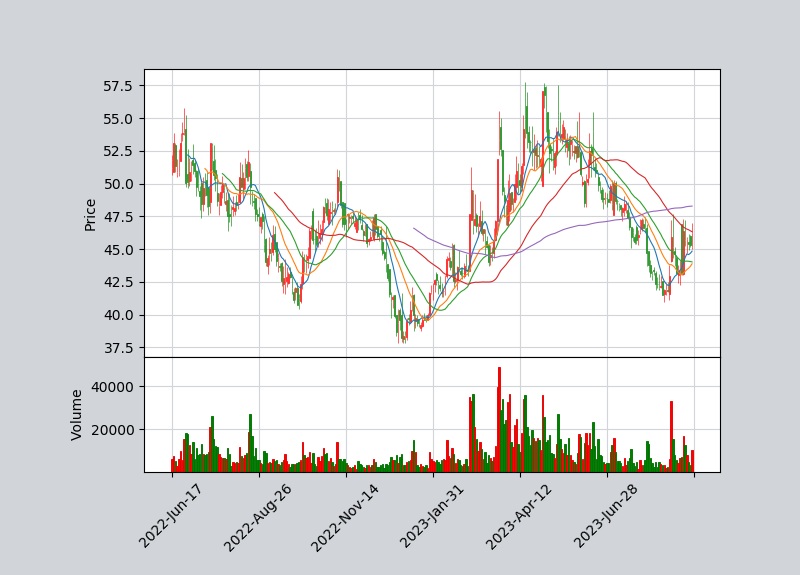 57.5
55.0
52.5
50.0
47.5
45.0
42.5
40.0
37.5
Price
40000
20000
Volume
2022-Jun-17
2022-Aug-26
2022-Nov-14
2023-Jan-31
2023-Apr-12
2023-Jun-28